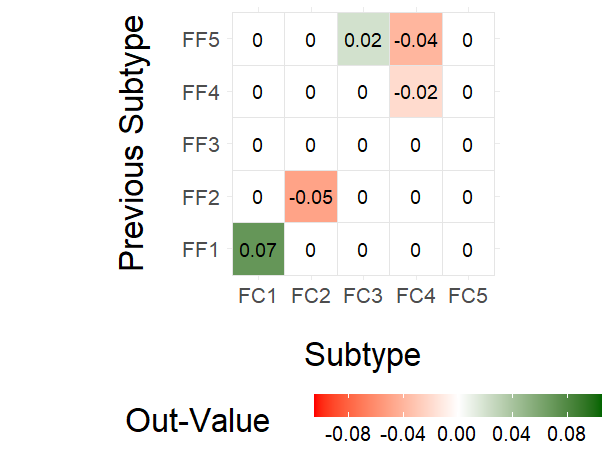 Previous Subtype
FF5 0 0 0.02 -0.04 0
FF4 0 0 0 -0.02 0
FF3 0 0 0 0 0
FF2 0 -0.05 0 0 0
FF1 0.07 0 0 0 0
FC1 FC2 FC3 FC4 FC5
Subtype
Out-Value
-0.08 -0.04 0.00 0.04 0.08